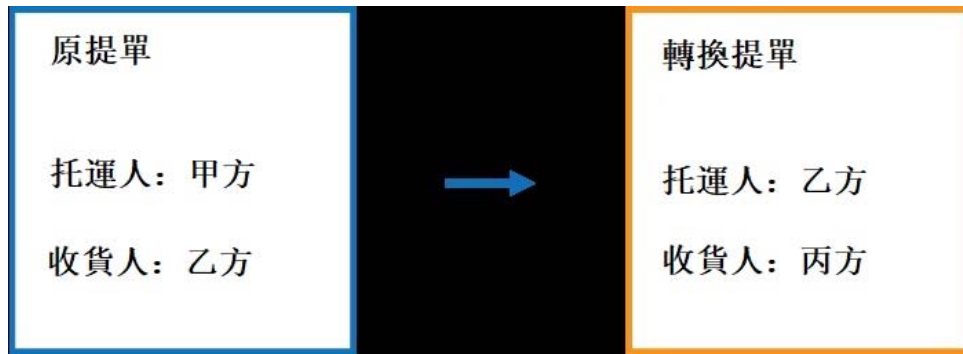 原提單
托運人：甲方
收貨人：乙方
轉換提單
托運人：乙方
收貨人：丙方